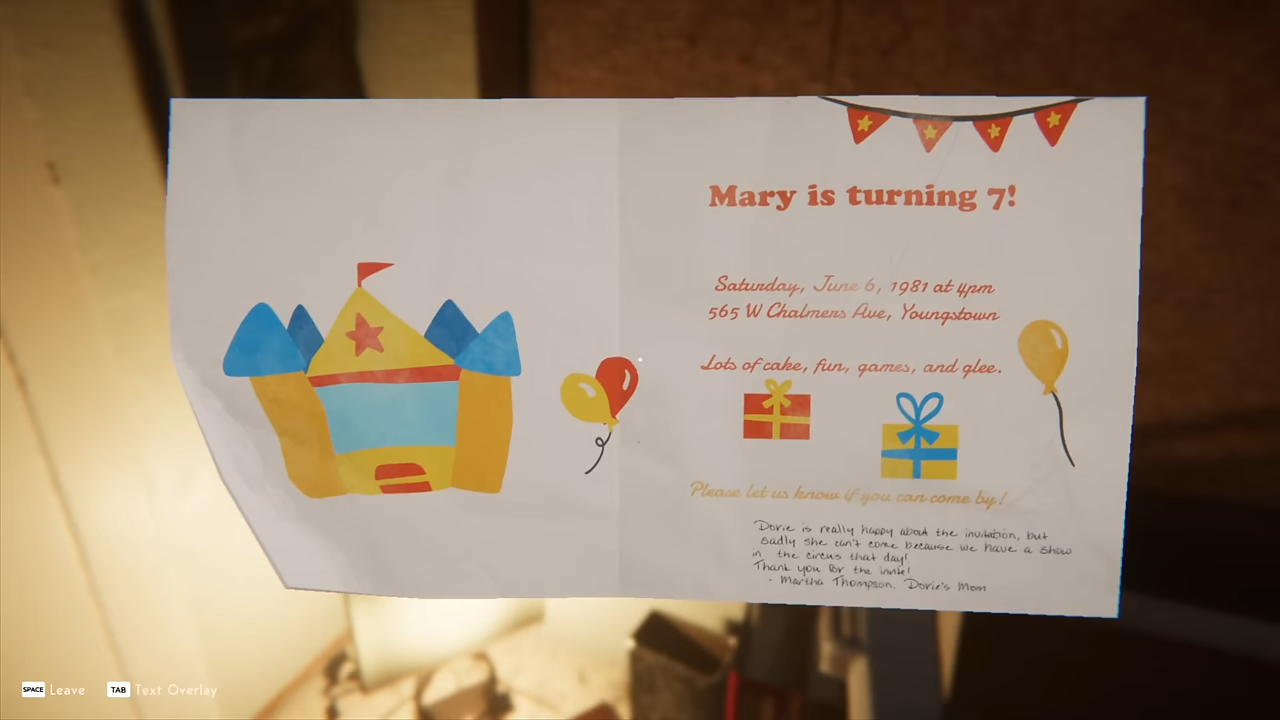 Mary is turning 7!
Saturday, June 6, 1981 at 4pm
565 W Chalmers Ave, Youngstown
Lots of cake, fun, games, and glee.
Please let us know if you can come by!
Dorie is really happy about the invitation, but
sadly she can't come because we have a show
in the circus that day!
Thank you for the invite!
- Martha Thompson, Dorie's Mom
SPACE Leave TAB Text Overlay